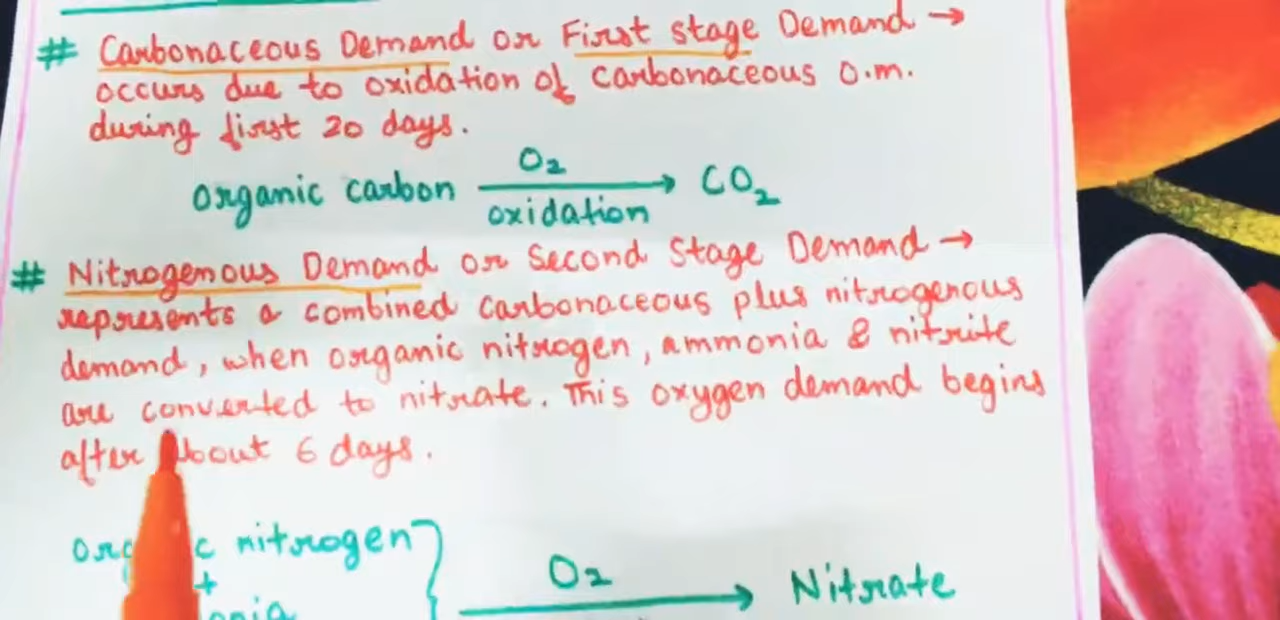 # Carbonaceous Demand or First stage Demand →
occurs due to oxidation of carbonaceous O.m.
during first 20 days.
O₂
organic carbon → CO₂
oxidation
# Nitrogenous Demand or Second Stage Demand →
represents a combined carbonaceous plus nitrogenous
demand, when organic nitrogen, ammonia & nitrite
are converted to nitrate. This oxygen demand begins
after about 6 days.
nitrogen }
+
O₂
→ Nitrate